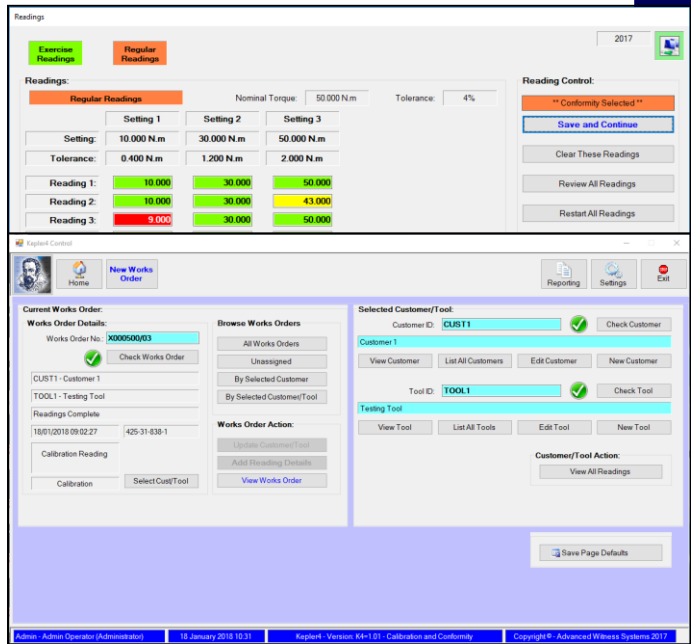 Readings
Exercise Readings
Regular Readings
2017
Readings:
Regular Readings
Nominal Torque: 50.000 N.m
Tolerance: 4%
Setting 1 Setting 2 Setting 3
Setting: 10.000 N.m 30.000 N.m 50.000 N.m
Tolerance: 0.400 N.m 1.200 N.m 2.000 N.m
Reading 1: 10.000 30.000 50.000
Reading 2: 10.000 30.000 43.000
Reading 3: 9.000 30.000 50.000
Reading Control:
** Conformity Selected **
Save and Continue
Clear These Readings
Review All Readings
Restart All Readings
Kepler4 Control
Home
New Works Order
Reporting
Settings
Exit
Current Works Order:
Works Order Details:
Works Order No.: X000500/03
Check Works Order
CUST1 - Customer 1
TOOL1 - Testing Tool
Readings Complete
18/01/2018 09:02:27 425-31-838-1
Calibration Reading
Calibration
Select Cust/Tool
Browse Works Orders
All Works Orders
Unassigned
By Selected Customer
By Selected Customer/Tool
Works Order Action:
Update Customer/Tool
Add Reading Details
View Works Order
Selected Customer/Tool:
Customer ID: CUST1
Check Customer
Customer 1
View Customer List All Customers Edit Customer New Customer
Tool ID: TOOL1
Check Tool
Testing Tool
View Tool List All Tools Edit Tool New Tool
Customer/Tool Action:
View All Readings
Save Page Defaults
Admin - Admin Operator (Administrator) 18 January 2018 10:31 Kepler4 - Version: K4=1.01 - Calibration and Conformity Copyright © - Advanced Witness Systems 2017